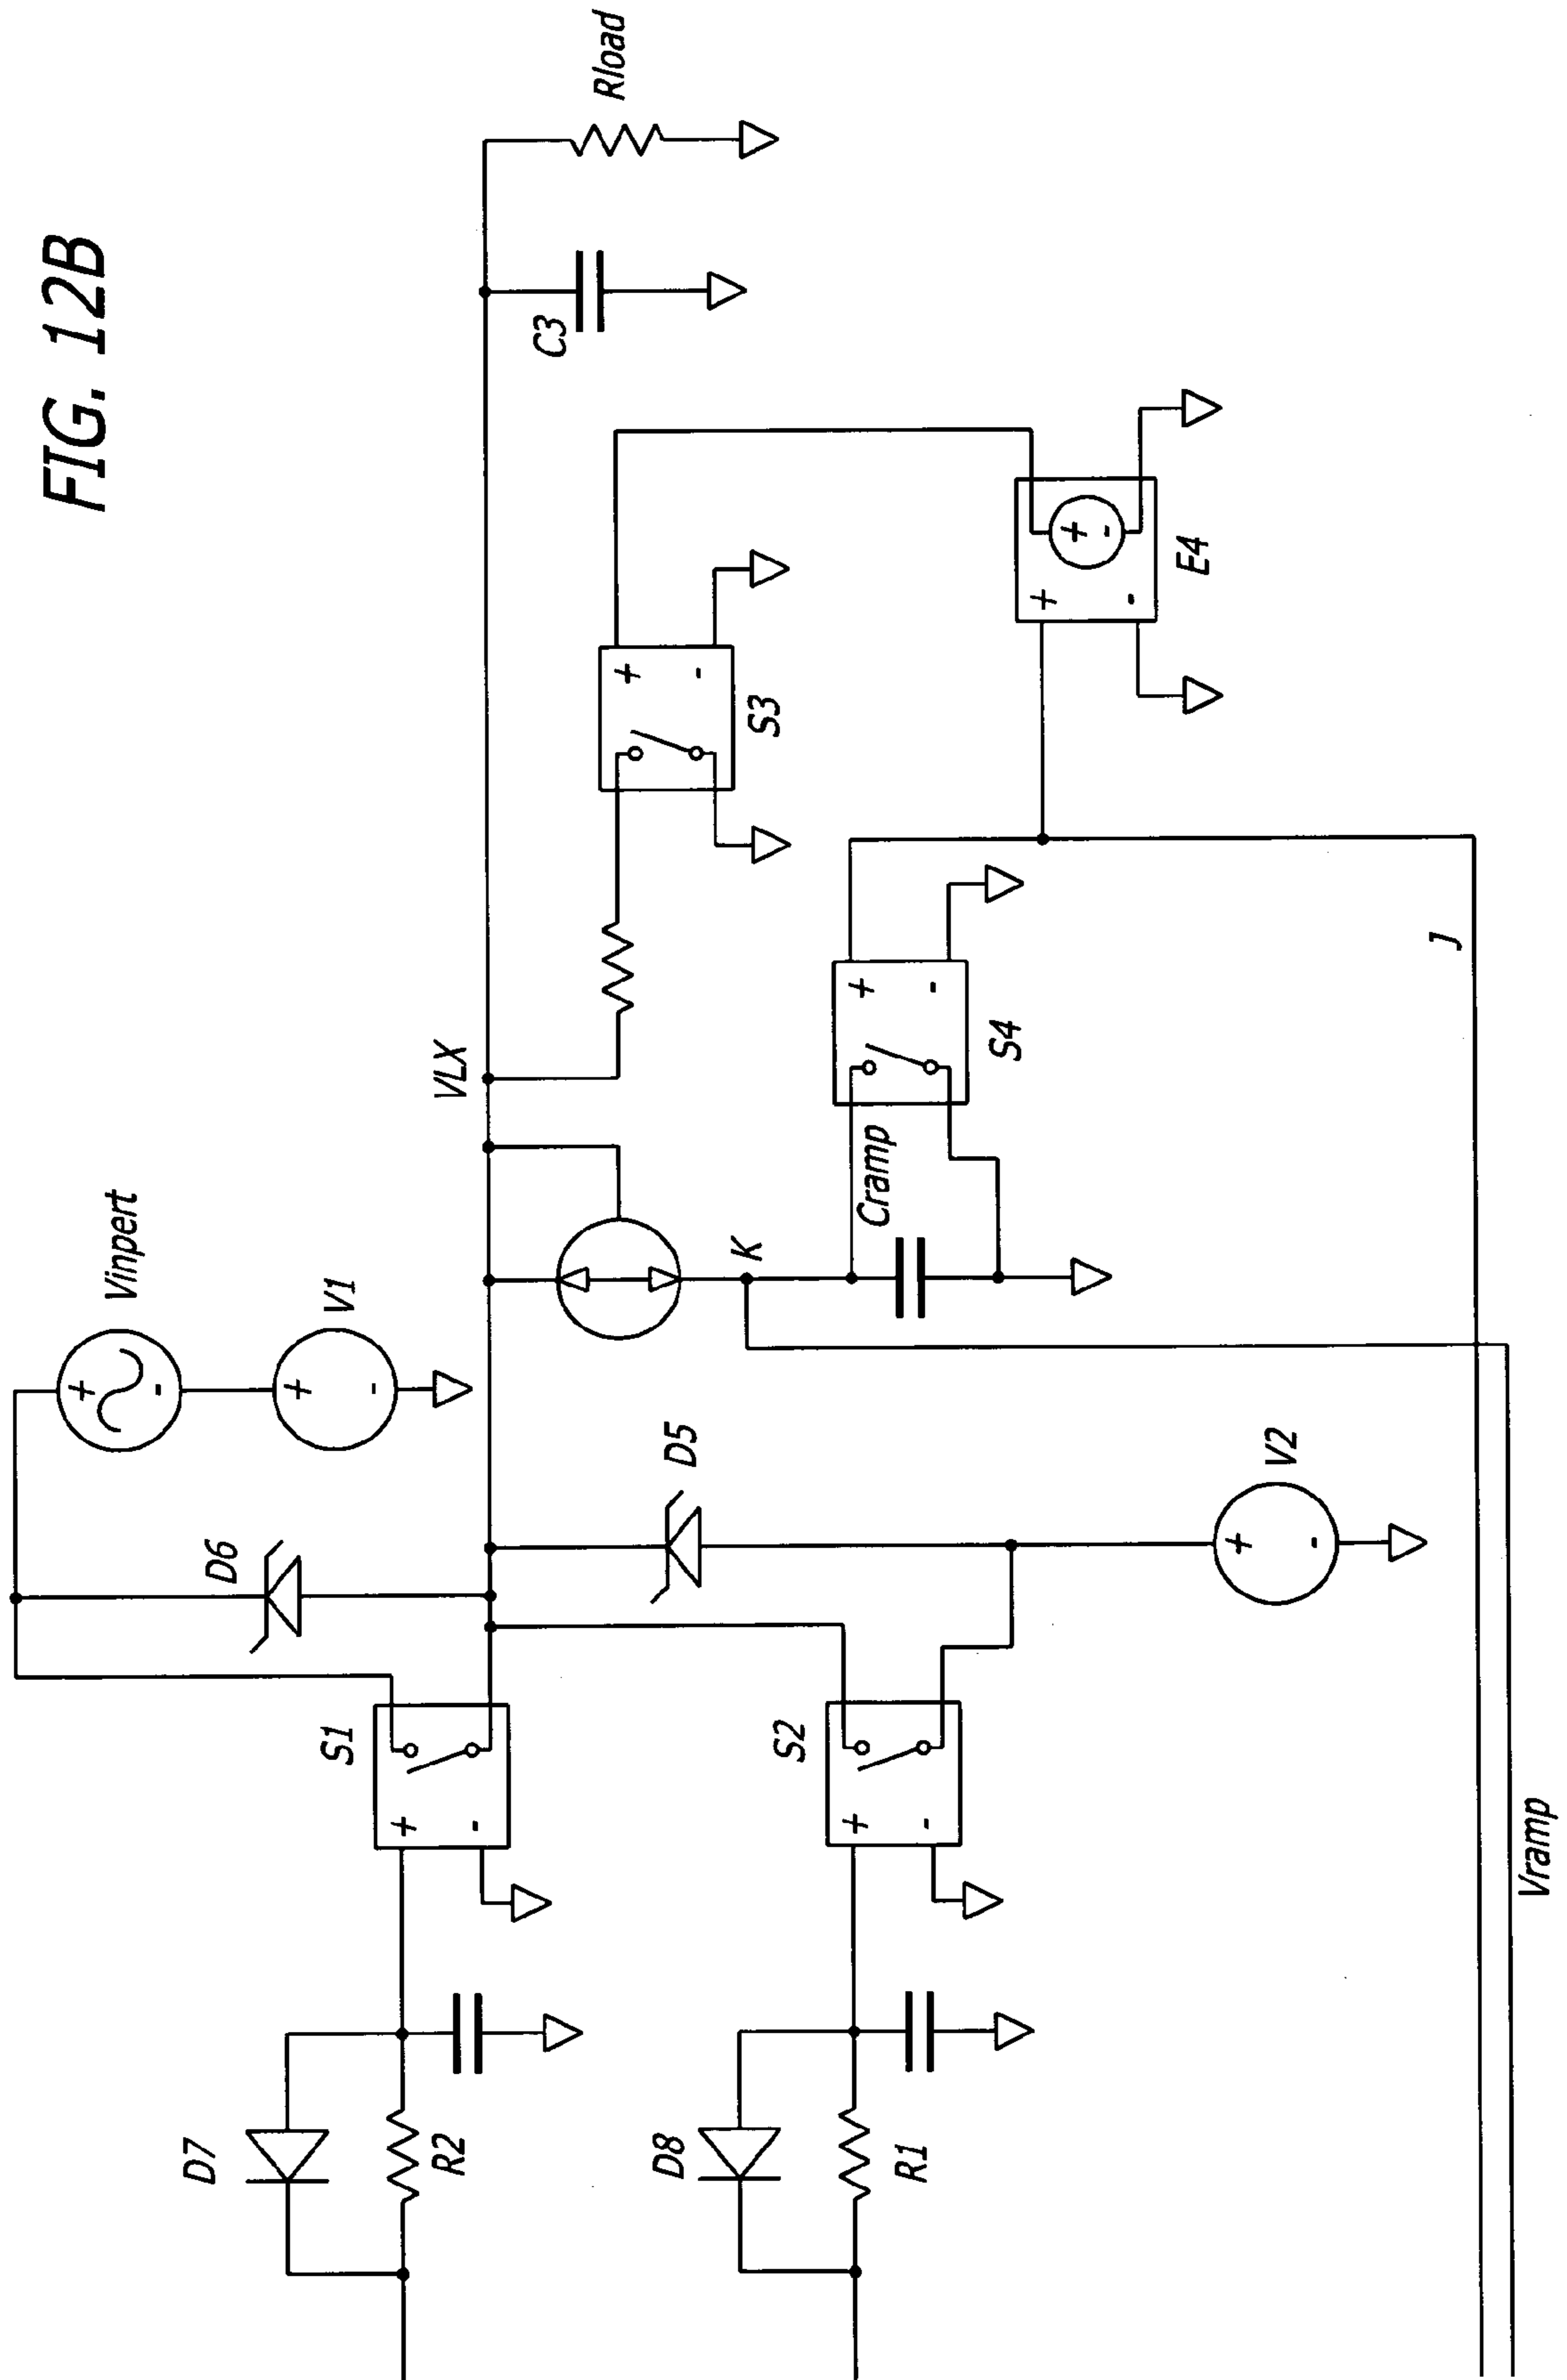 FIG. 12B
Vinpert
V1
D6
S1
+
-
D7
R2
VLX
Rload
C3
D5
K
S3
+
-
Cramp
S4
+
-
S2
+
-
D8
R1
V2
+
-
E4
+
-
+
-
J
Vramp
+
-
+
-